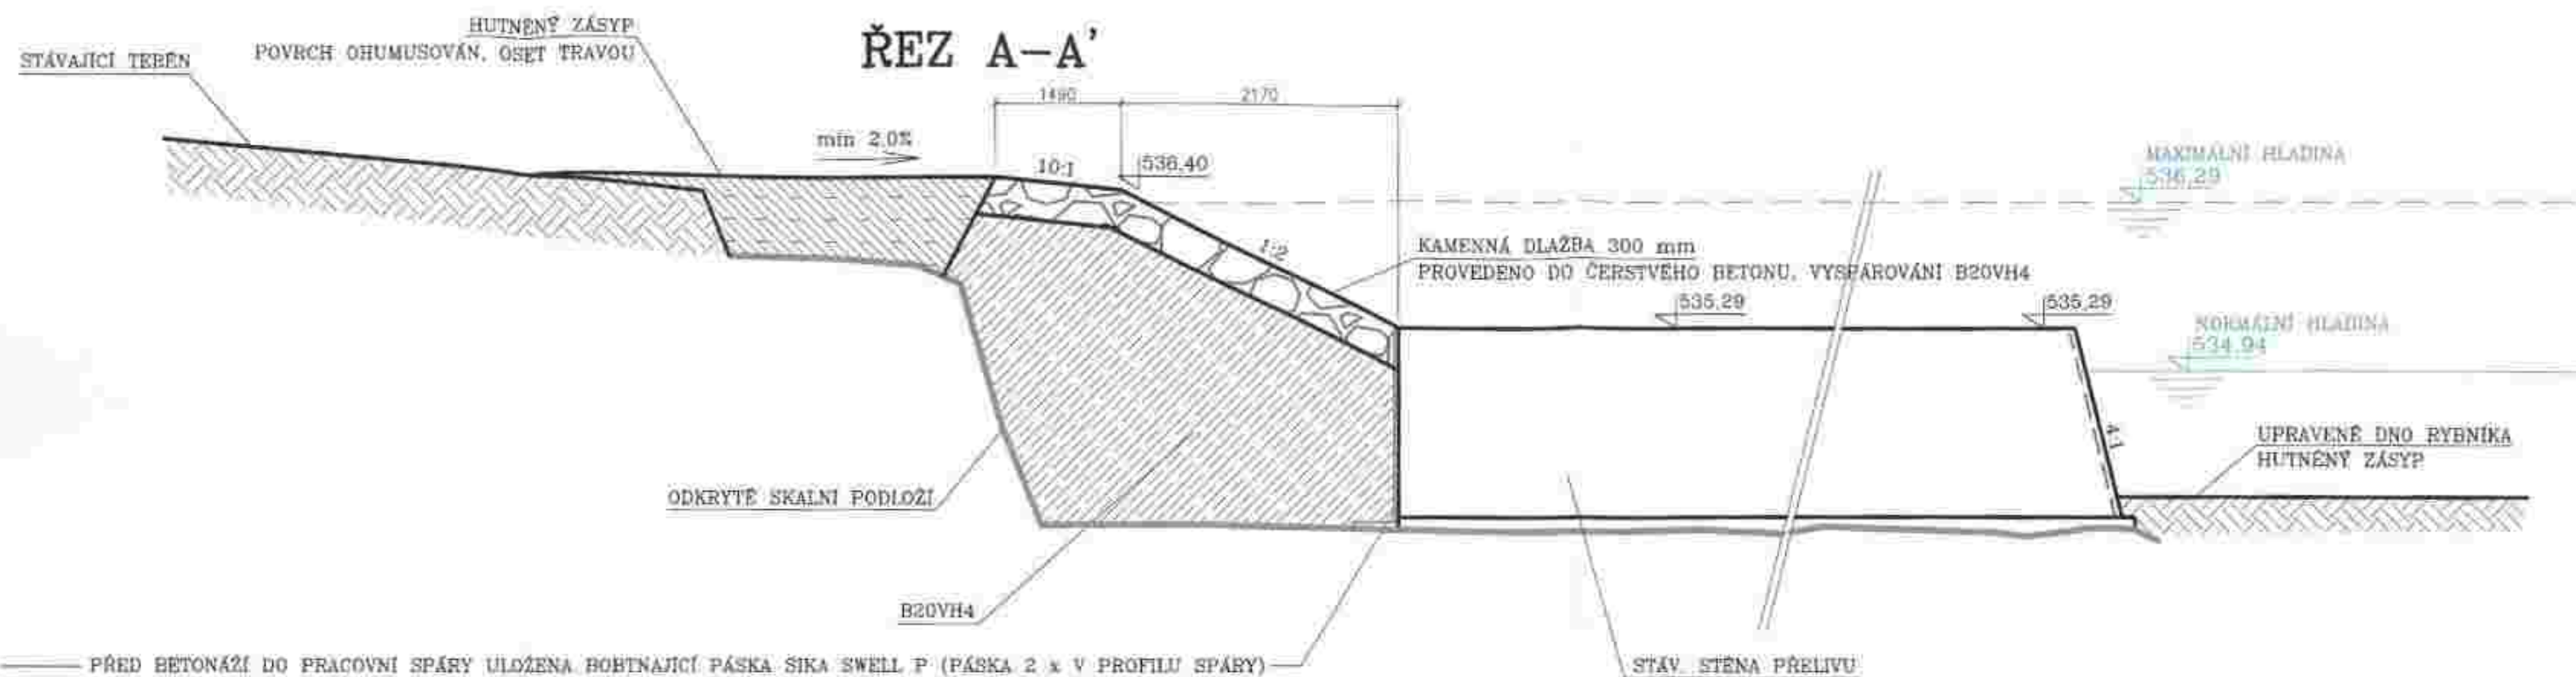 ŘEZ A-A'
HUTNĚNÝ ZÁSYP
POVRCH OHUMUSOVÁN, OSET TRAVOU
STÁVAJÍCÍ TERÉN
1490
2170
min 2,0%
10:1
536,40
MAXIMÁLNÍ HLADINA
536,29
1:2
KAMENNÁ DLAŽBA 300 mm
PROVEDENO DO ČERSTVÉHO BETONU, VYSPÁROVÁNÍ B20VH4
535,29
535,29
NORMÁLNÍ HLADINA
534,94
4:1
UPRAVENÉ DNO RYBNÍKA
HUTNĚNÝ ZÁSYP
ODKRYTÉ SKALNÍ PODLOŽÍ
B20VH4
PŘED BETONÁŽÍ DO PRACOVNÍ SPÁRY ULOŽENA BOBTNAJÍCÍ PÁSKA SIKA SWELL P (PÁSKA 2 x V PROFILU SPÁRY)
STÁV. STĚNA PŘELIVU